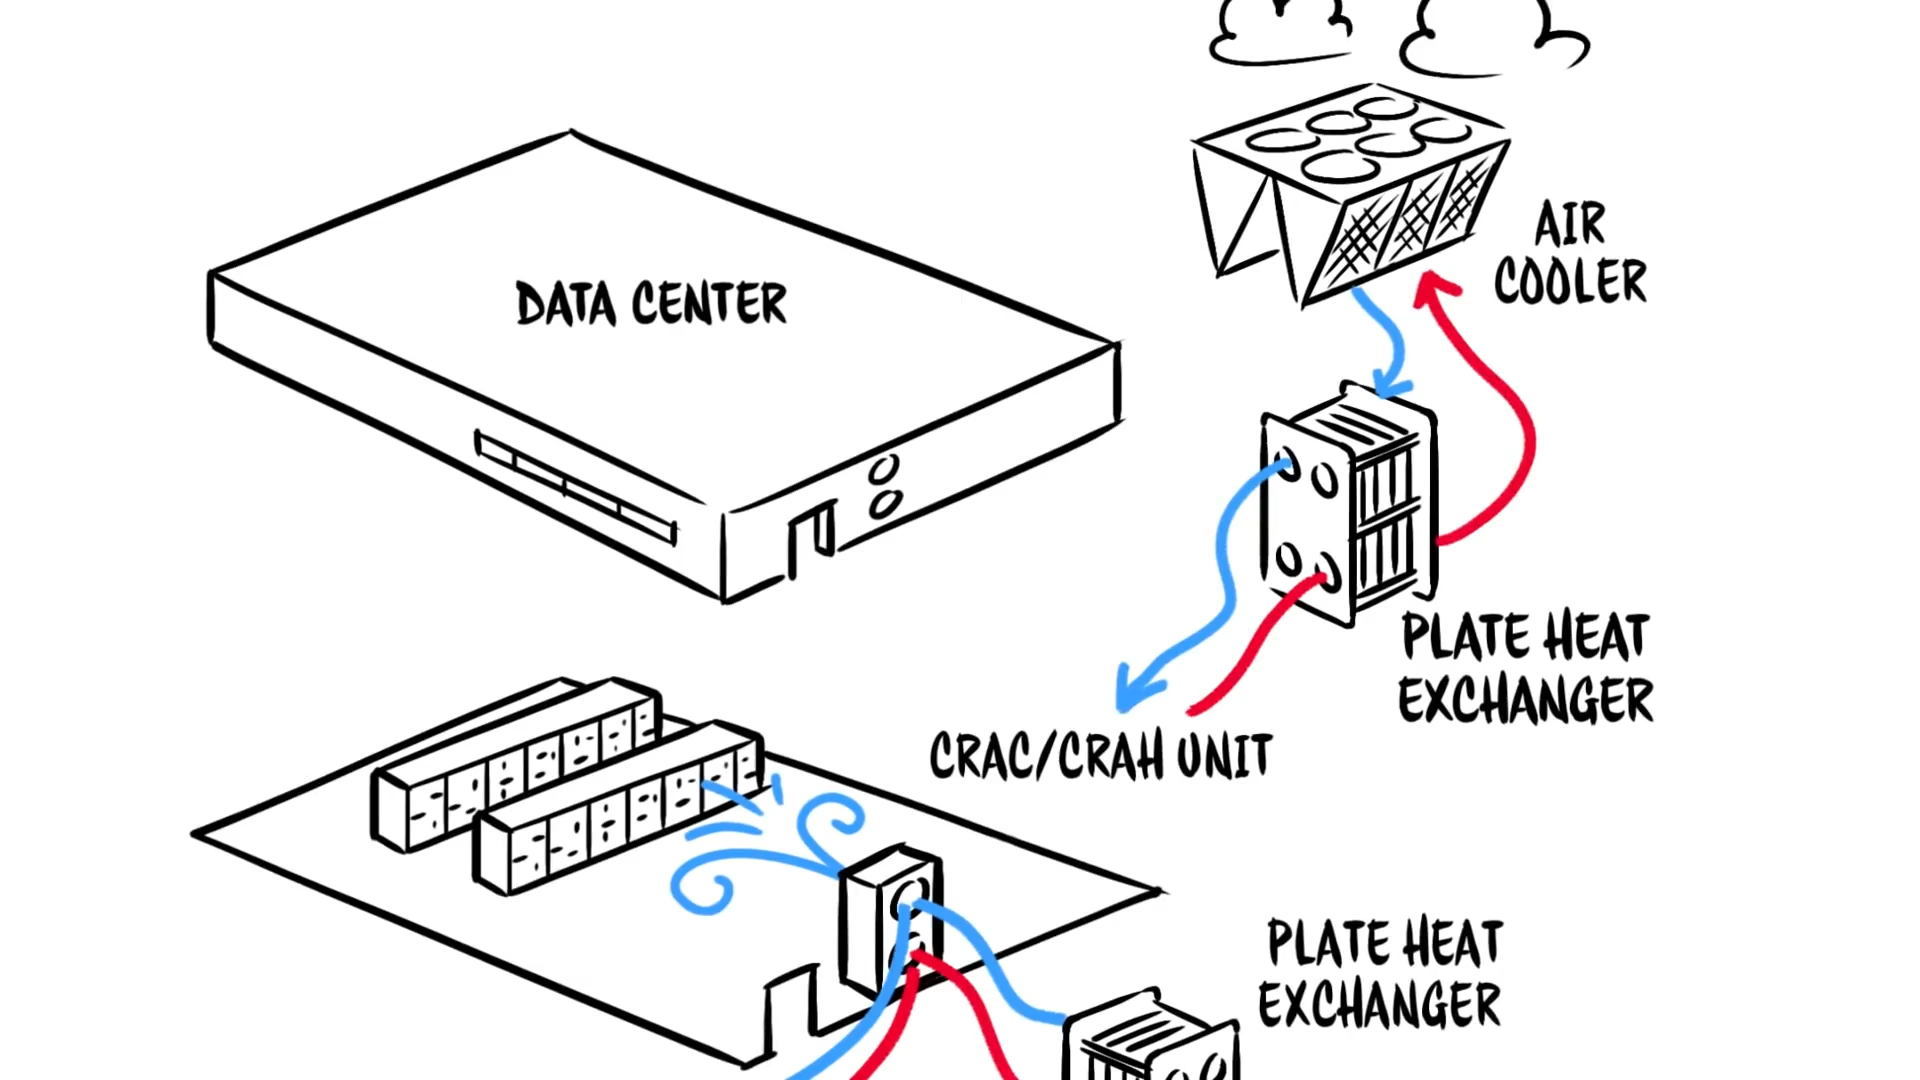 DATA CENTER
AIR
COOLER
PLATE HEAT
EXCHANGER
CRAC/CRAH UNIT
PLATE HEAT
EXCHANGER